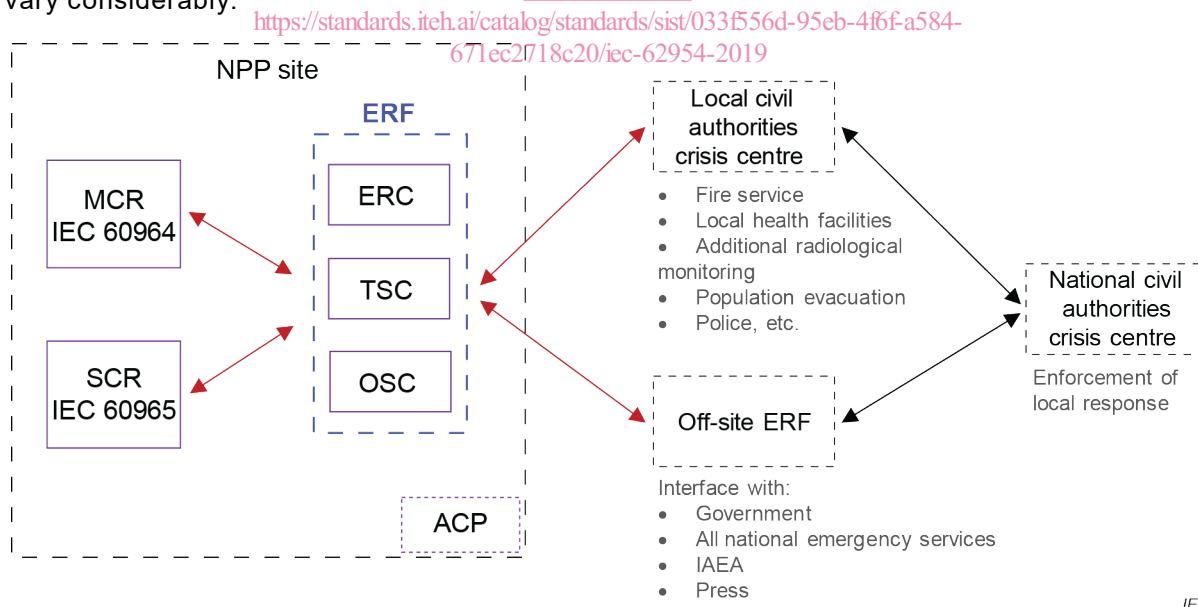 vary considerably.
https://standards.iteh.ai/catalog/standards/sist/033f556d-95eb-4f6f-a584-
671ec2718c20/iec-62954-2019
NPP site
ERF
MCR
IEC 60964
SCR
IEC 60965
ERC
TSC
OSC
ACP
Local civil
authorities
crisis centre
• Fire service
• Local health facilities
• Additional radiological
monitoring
• Population evacuation
• Police, etc.
Off-site ERF
Interface with:
• Government
• All national emergency services
• IAEA
• Press
National civil
authorities
crisis centre
Enforcement of
local response